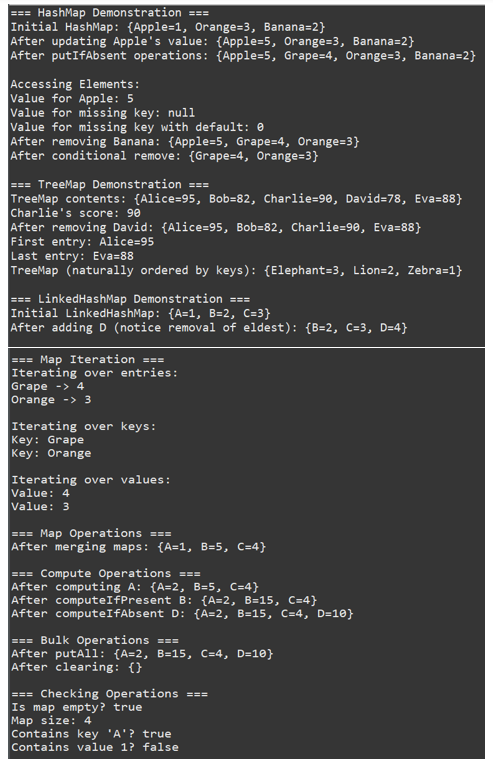 === HashMap Demonstration ===
Initial HashMap: {Apple=1, Orange=3, Banana=2}
After updating Apple's value: {Apple=5, Orange=3, Banana=2}
After putIfAbsent operations: {Apple=5, Grape=4, Orange=3, Banana=2}

Accessing Elements:
Value for Apple: 5
Value for missing key: null
Value for missing key with default: 0
After removing Banana: {Apple=5, Grape=4, Orange=3}
After conditional remove: {Grape=4, Orange=3}

=== TreeMap Demonstration ===
TreeMap contents: {Alice=95, Bob=82, Charlie=90, David=78, Eva=88}
Charlie's score: 90
After removing David: {Alice=95, Bob=82, Charlie=90, Eva=88}
First entry: Alice=95
Last entry: Eva=88
TreeMap (naturally ordered by keys): {Elephant=3, Lion=2, Zebra=1}

=== LinkedHashMap Demonstration ===
Initial LinkedHashMap: {A=1, B=2, C=3}
After adding D (notice removal of eldest): {B=2, C=3, D=4}

=== Map Iteration ===
Iterating over entries:
Grape -> 4
Orange -> 3

Iterating over keys:
Key: Grape
Key: Orange

Iterating over values:
Value: 4
Value: 3

=== Map Operations ===
After merging maps: {A=1, B=5, C=4}

=== Compute Operations ===
After computing A: {A=2, B=5, C=4}
After computeIfPresent B: {A=2, B=15, C=4}
After computeIfAbsent D: {A=2, B=15, C=4, D=10}

=== Bulk Operations ===
After putAll: {A=2, B=15, C=4, D=10}
After clearing: {}

=== Checking Operations ===
Is map empty? true
Map size: 4
Contains key 'A'? true
Contains value 1? false